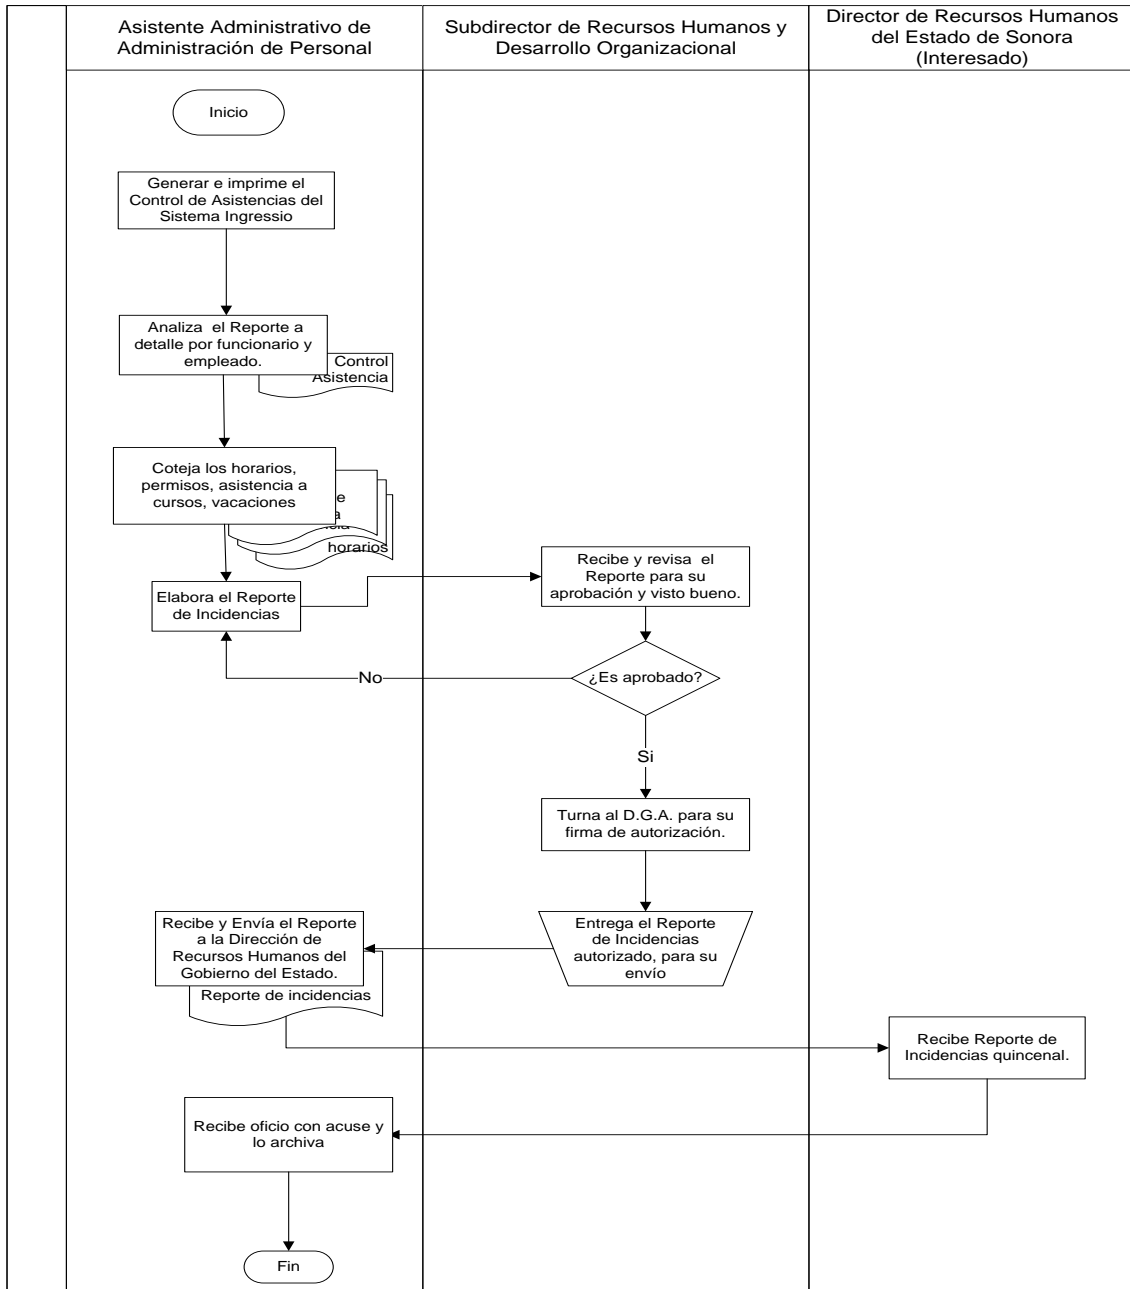 Asistente Administrativo de
Administración de Personal
Subdirector de Recursos Humanos y
Desarrollo Organizacional
Director de Recursos Humanos
del Estado de Sonora
(Interesado)
Inicio
Generar e imprime el
Control de Asistencias del
Sistema Ingressio
Analiza el Reporte a
detalle por funcionario y
empleado.
Control
Asistencia
Coteja los horarios,
permisos, asistencia a
cursos, vacaciones
horarios
Elabora el Reporte
de Incidencias
Recibe y revisa el
Reporte para su
aprobación y visto bueno.
¿Es aprobado?
No
Si
Turna al D.G.A. para su
firma de autorización.
Entrega el Reporte
de Incidencias
autorizado, para su
envío
Recibe y Envía el Reporte
a la Dirección de
Recursos Humanos del
Gobierno del Estado.
Reporte de incidencias
Recibe Reporte de
Incidencias quincenal.
Recibe oficio con acuse y
lo archiva
Fin